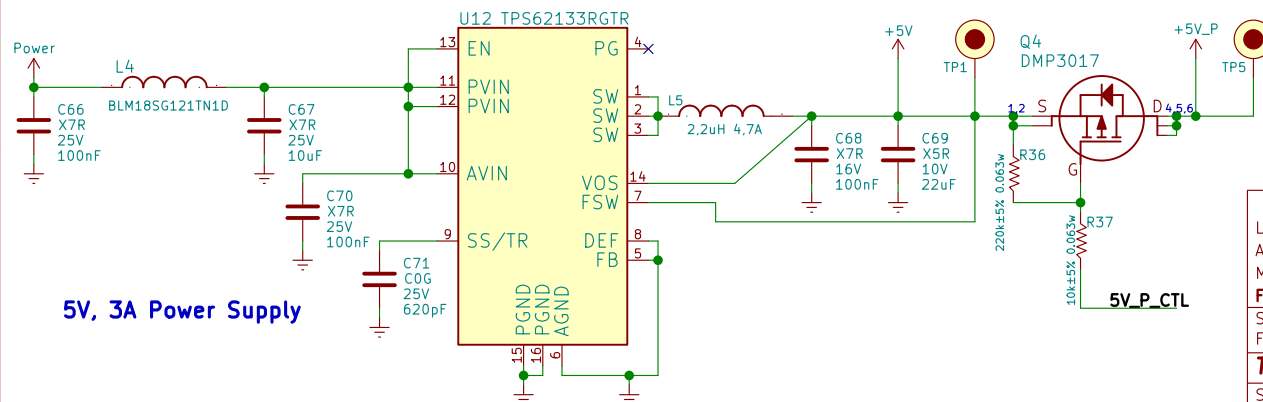 U12 TPS62133RGTR
Power
L4
BLM18SG121TN1D
C66
X7R
25V
100nF
C67
X7R
25V
10uF
C70
X7R
25V
100nF
C71
C0G
25V
620pF
13
EN
11
PVIN
12
PVIN
10
AVIN
9
SS/TR
PG
4
SW
1
SW
2
SW
3
VOS
14
FSW
7
DEF
8
FB
5
PGND
15
PGND
16
AGND
6
L5
2,2uH 4.7A
+5V
TP1
C68
X7R
16V
100nF
C69
X5R
10V
22uF
Q4
DMP3017
1,2
S
D
4,5,6
G
+5V_P
TP5
R36
220k±5% 0.063w
R37
10k±5% 0.063w
5V_P_CTL
5V, 3A Power Supply
L
A
M
F
S
F
S